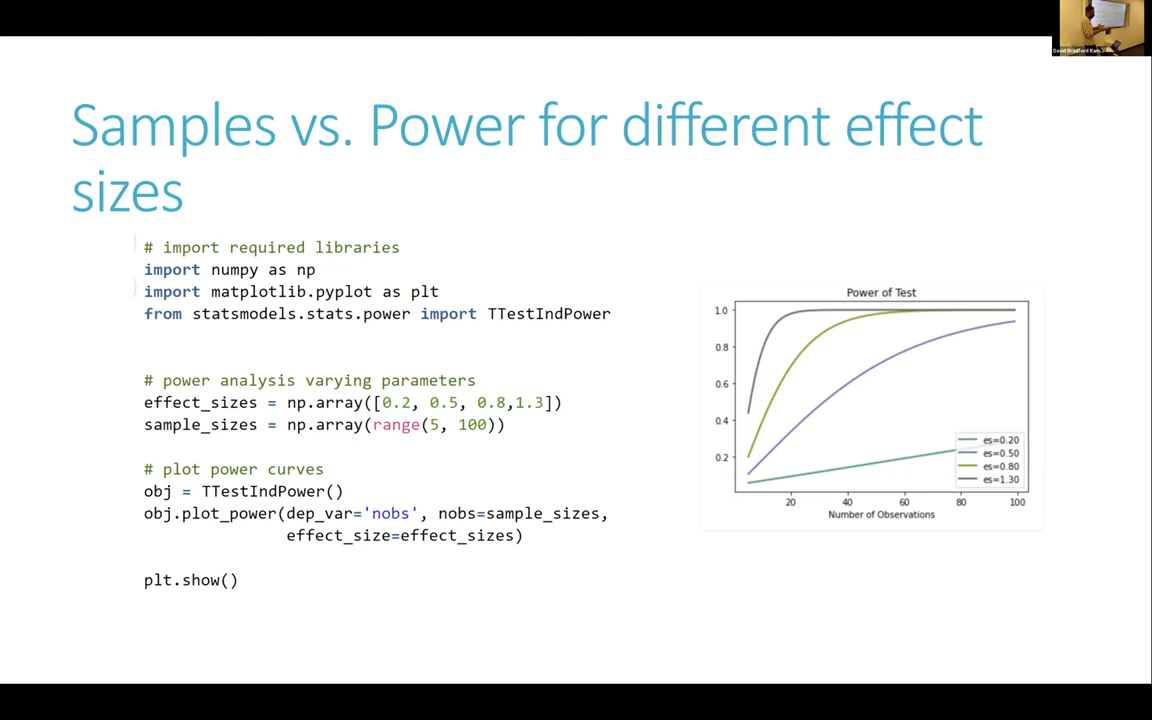 David Bradford Ram...
Samples vs. Power for different effect
sizes
# import required libraries
import numpy as np
import matplotlib.pyplot as plt
from statsmodels.stats.power import TTestIndPower
# power analysis varying parameters
effect_sizes = np.array([0.2, 0.5, 0.8,1.3])
sample_sizes = np.array(range(5, 100))
# plot power curves
obj = TTestIndPower()
obj.plot_power(dep_var='nobs', nobs=sample_sizes,
effect_size=effect_sizes)
plt.show()
Power of Test
1.0
0.8
0.6
0.4
0.2
es=0.20
es=0.50
es=0.80
es=1.30
20 40 60 80 100
Number of Observations